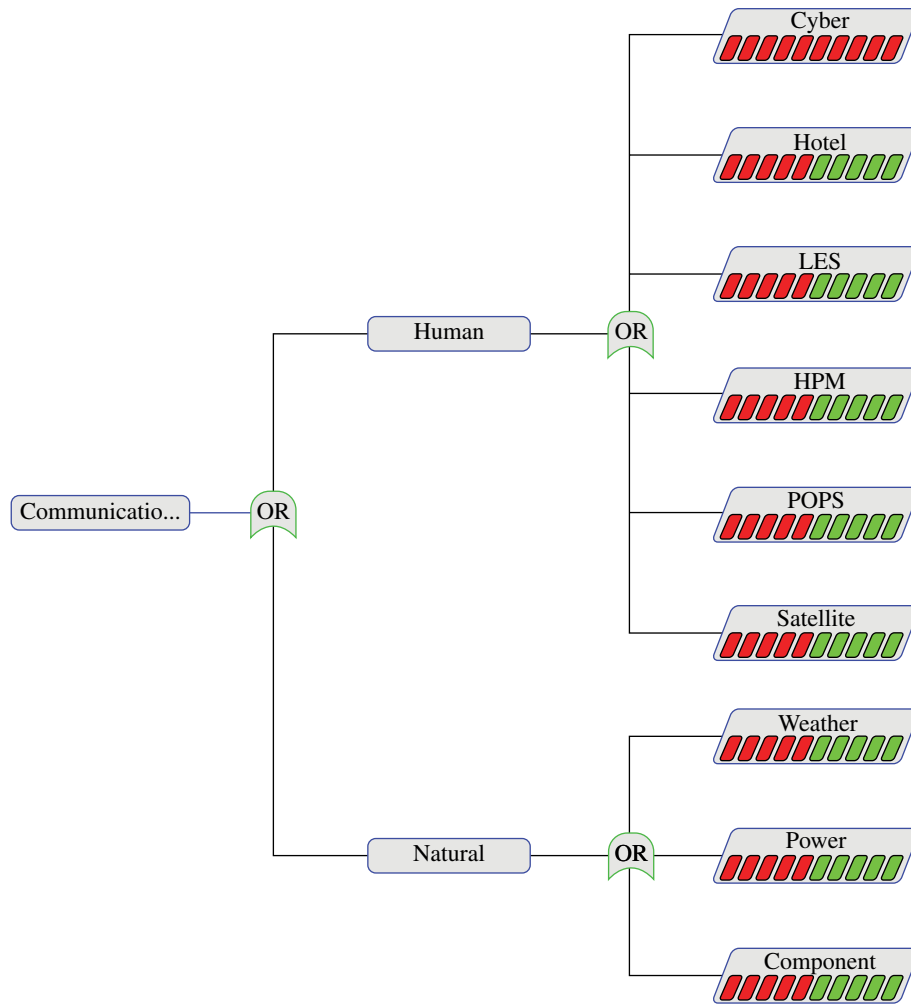 Cyber
Hotel
LES
Human
OR
HPM
Communicatio...
OR
POPS
Satellite
Weather
Natural
OR
Power
Component